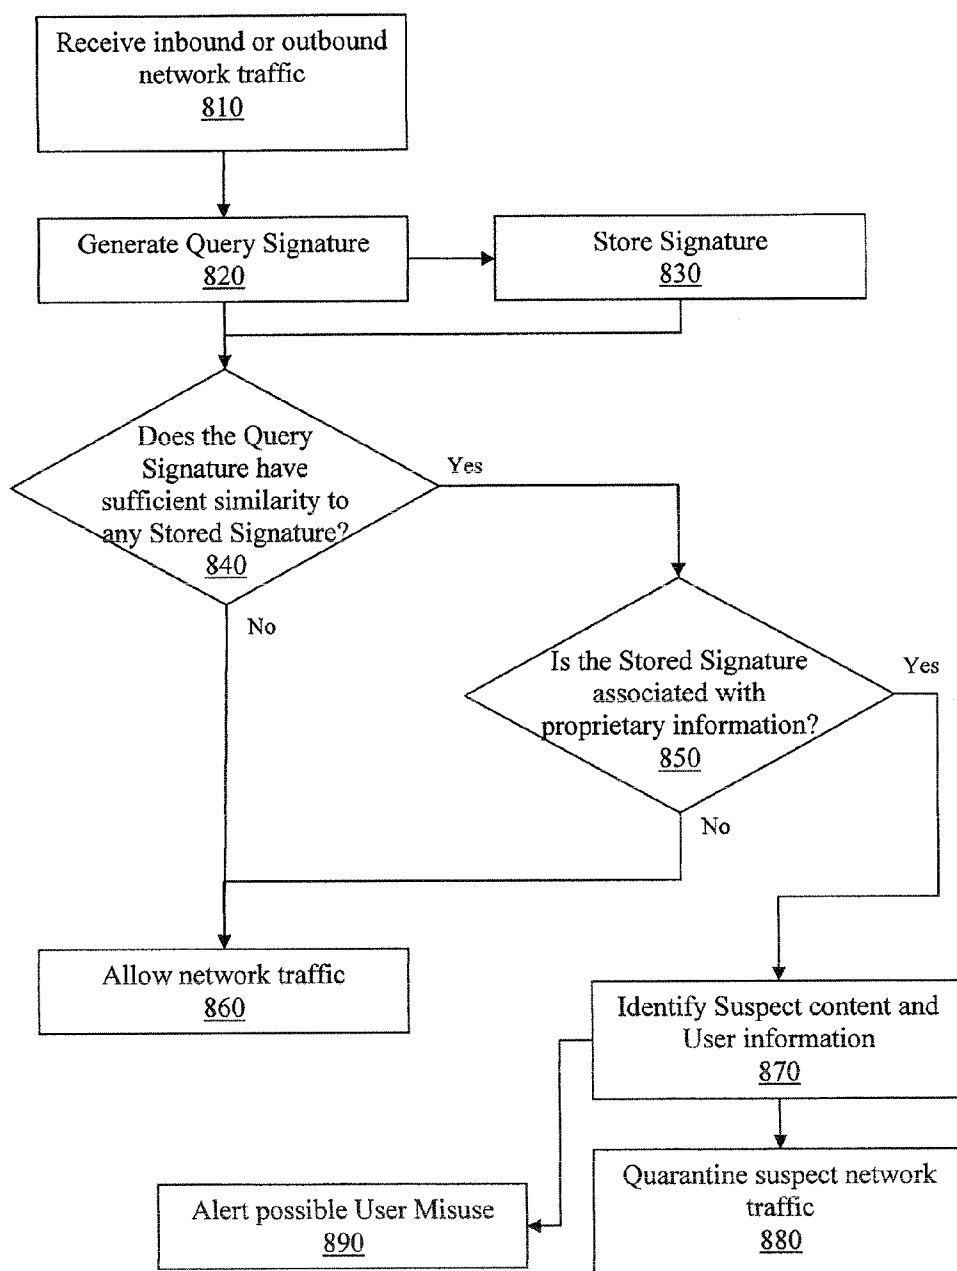 Receive inbound or outbound
network traffic
810
Generate Query Signature
820
Store Signature
830
Does the Query
Signature have
sufficient similarity to
any Stored Signature?
840
Yes
No
Is the Stored Signature
associated with
proprietary information?
850
Yes
No
Allow network traffic
860
Identify Suspect content and
User information
870
Quarantine suspect network
traffic
880
Alert possible User Misuse
890